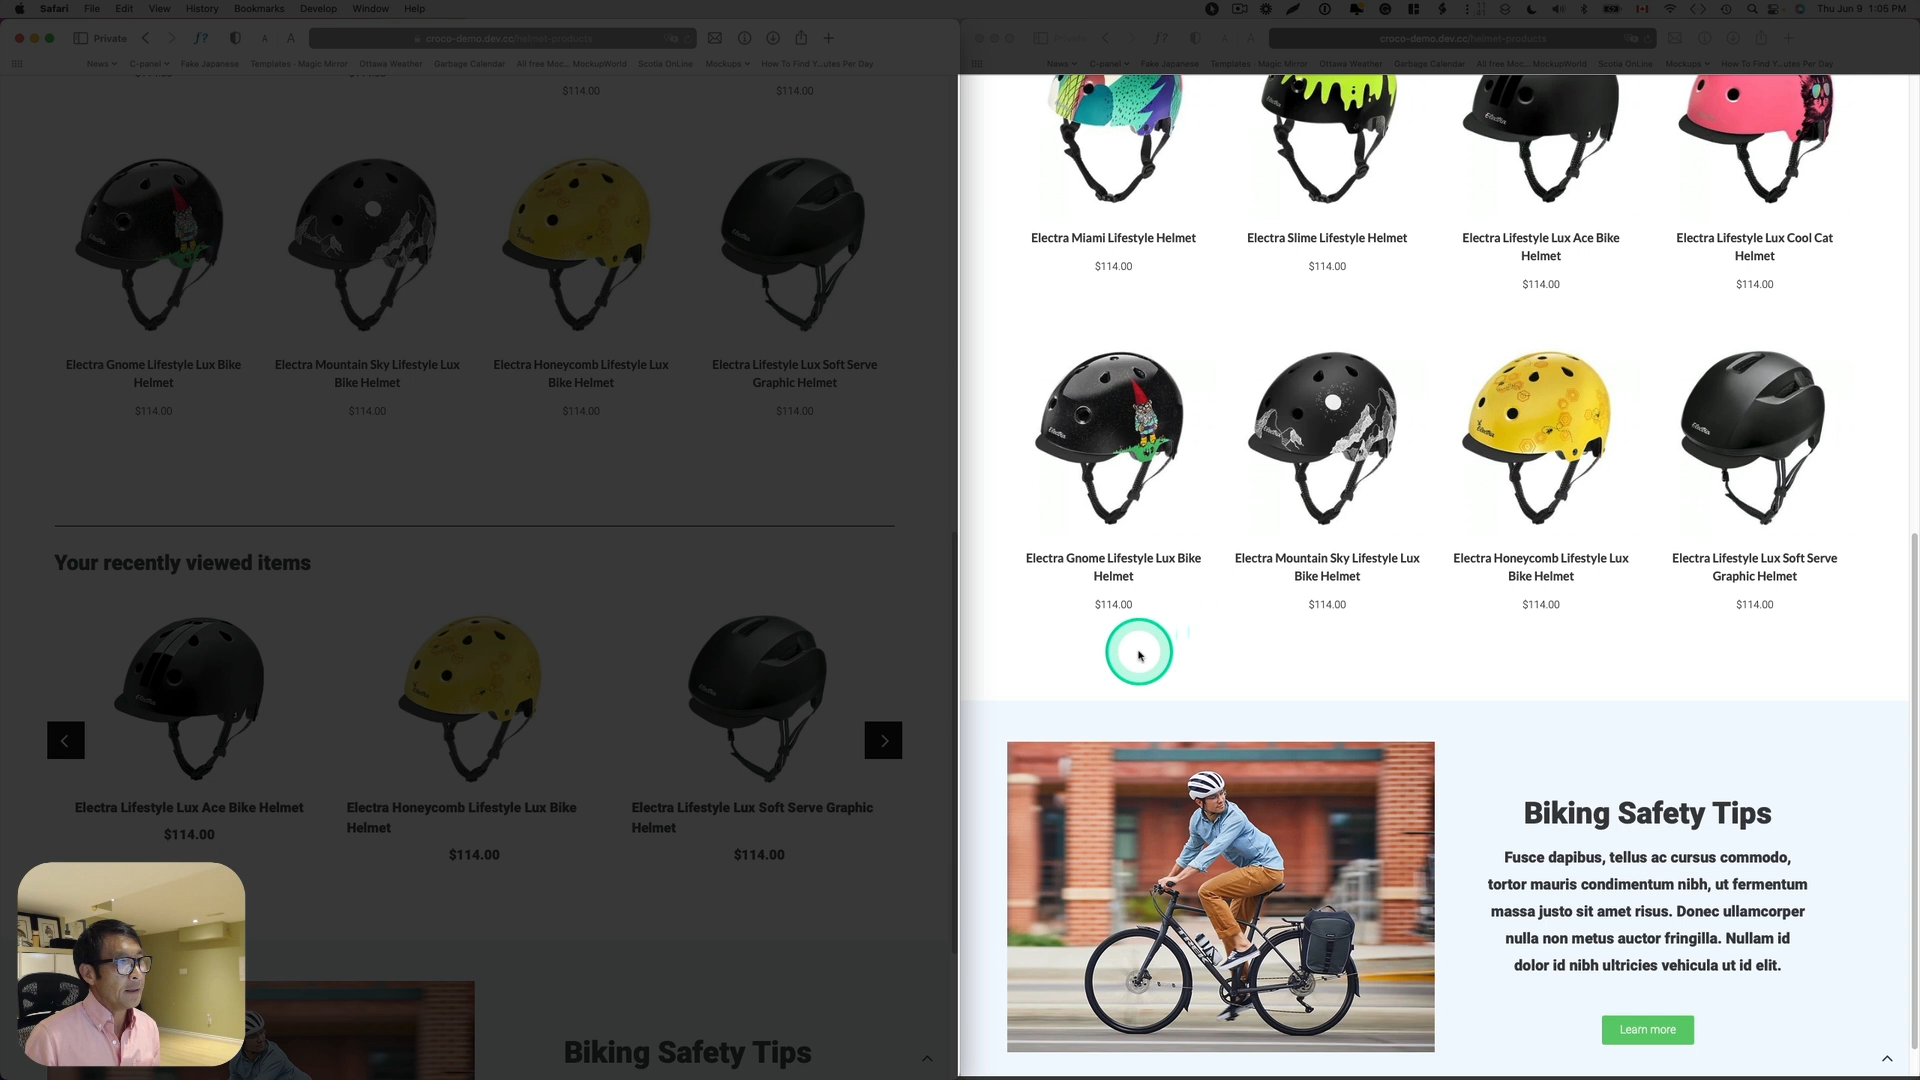 Safari File Edit View History Bookmarks Develop Window Help
Thu Jun 9 1:05 PM
Private
croco-demo.dev.cc/helmet-products
News C-panel Fake Japanese Templates - Magic Mirror Ottawa Weather Garbage Calendar All free Moc... MockupWorld Scotia OnLine Mockups How To Find Y...utes Per Day
$114.00 $114.00
Electra Gnome Lifestyle Lux Bike Helmet
$114.00
Electra Mountain Sky Lifestyle Lux Bike Helmet
$114.00
Electra Honeycomb Lifestyle Lux Bike Helmet
$114.00
Electra Lifestyle Lux Soft Serve Graphic Helmet
$114.00
Your recently viewed items
Electra Lifestyle Lux Ace Bike Helmet
$114.00
Electra Honeycomb Lifestyle Lux Bike Helmet
$114.00
Electra Lifestyle Lux Soft Serve Graphic Helmet
$114.00
Biking Safety Tips
Private
croco-demo.dev.cc/helmet-products
News C-panel Fake Japanese Templates - Magic Mirror Ottawa Weather Garbage Calendar All free Moc... MockupWorld Scotia OnLine Mockups How To Find Y...utes Per Day
Electra Miami Lifestyle Helmet
$114.00
Electra Slime Lifestyle Helmet
$114.00
Electra Lifestyle Lux Ace Bike Helmet
$114.00
Electra Lifestyle Lux Cool Cat Helmet
$114.00
Electra Gnome Lifestyle Lux Bike Helmet
$114.00
Electra Mountain Sky Lifestyle Lux Bike Helmet
$114.00
Electra Honeycomb Lifestyle Lux Bike Helmet
$114.00
Electra Lifestyle Lux Soft Serve Graphic Helmet
$114.00
Biking Safety Tips
Fusce dapibus, tellus ac cursus commodo,
tortor mauris condimentum nibh, ut fermentum
massa justo sit amet risus. Donec ullamcorper
nulla non metus auctor fringilla. Nullam id
dolor id nibh ultricies vehicula ut id elit.
Learn more